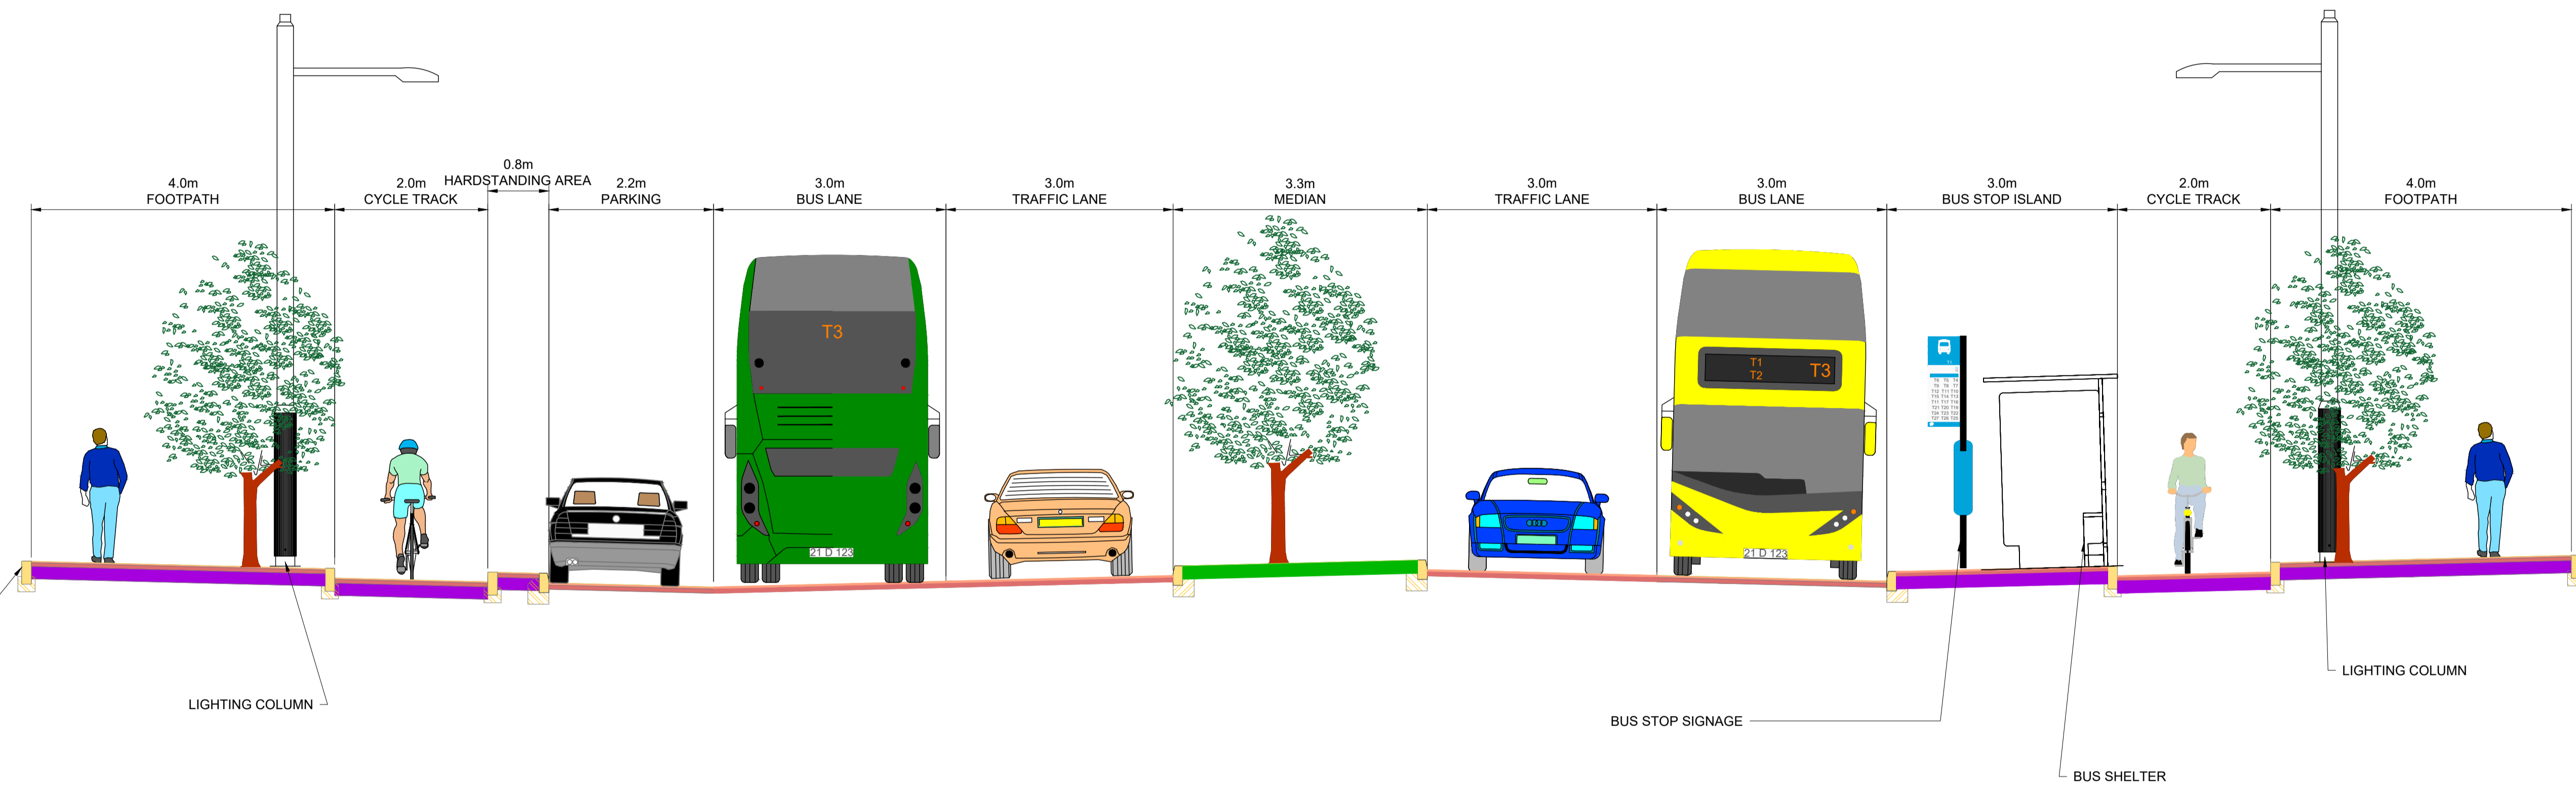 0.8m
HARDSTANDING AREA
4.0m
FOOTPATH
2.0m
CYCLE TRACK
2.2m
PARKING
3.0m
BUS LANE
3.0m
TRAFFIC LANE
3.3m
MEDIAN
3.0m
TRAFFIC LANE
3.0m
BUS LANE
3.0m
BUS STOP ISLAND
2.0m
CYCLE TRACK
4.0m
FOOTPATH
T3
T1
T2
T3
21 D 123
21 D 123
LIGHTING COLUMN
LIGHTING COLUMN
BUS STOP SIGNAGE
BUS SHELTER